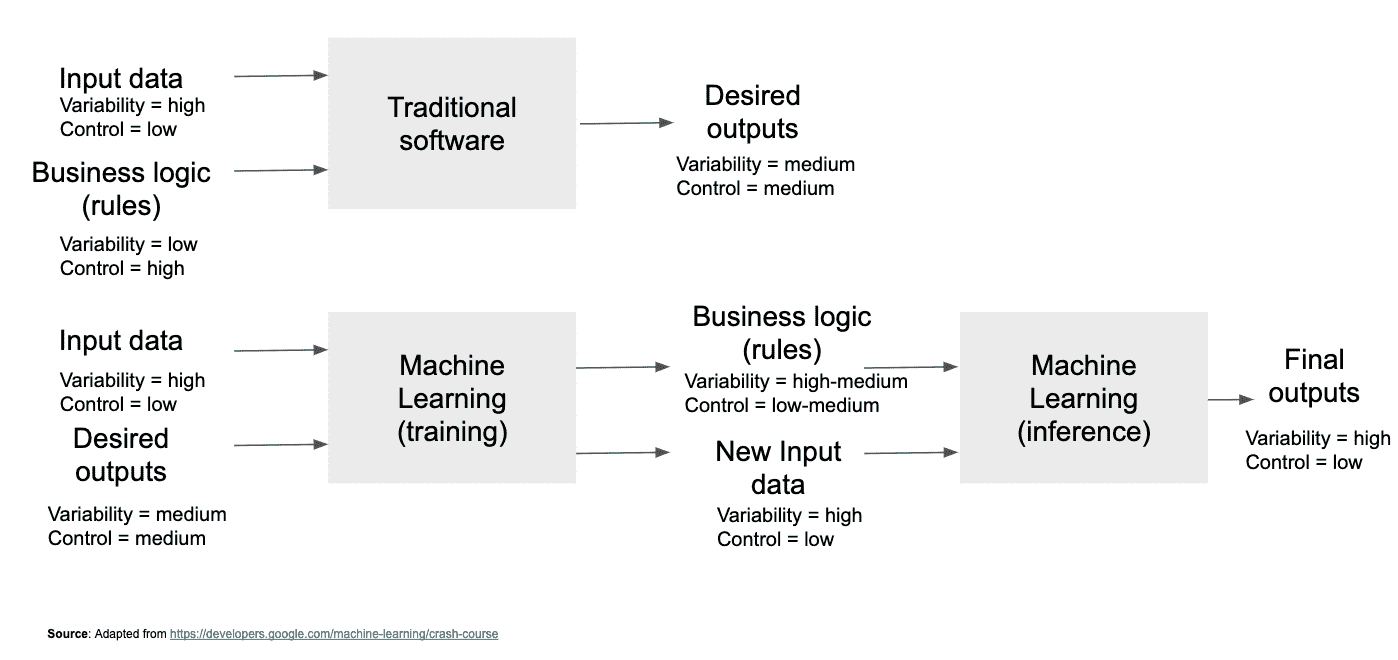 Input data
Variability = high
Control = low
Business logic
(rules)
Variability = low
Control = high
Traditional
software
Desired
outputs
Variability = medium
Control = medium
Input data
Variability = high
Control = low
Desired
outputs
Variability = medium
Control = medium
Machine
Learning
(training)
Business logic
(rules)
Variability = high-medium
Control = low-medium
New Input
data
Variability = high
Control = low
Machine
Learning
(inference)
Final
outputs
Variability = high
Control = low
Source: Adapted from https://developers.google.com/machine-learning/crash-course